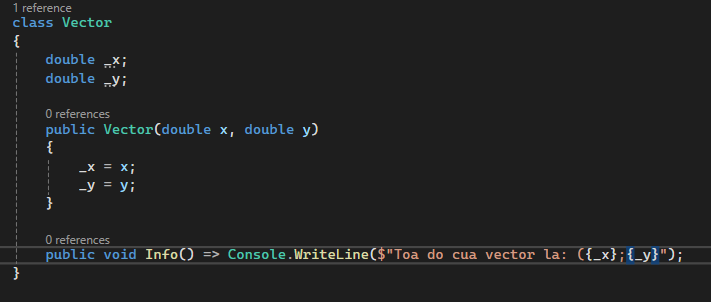 1 reference
class Vector
{
double _x;
double _y;
0 references
public Vector(double x, double y)
{
_x = x;
_y = y;
}
0 references
public void Info() => Console.WriteLine($"Toa do cua vector la: ({_x};{_y}");
}